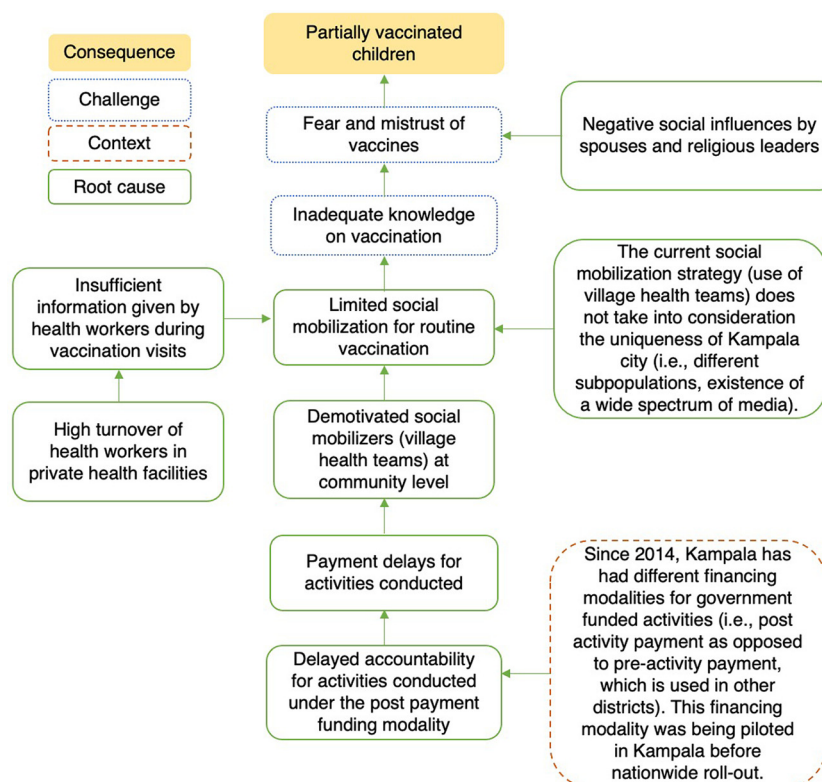 Consequence
Challenge
Context
Root cause
Partially vaccinated
children
Fear and mistrust of
vaccines
Negative social influences by
spouses and religious leaders
Inadequate knowledge
on vaccination
Insufficient
information given by
health workers during
vaccination visits
Limited social
mobilization for routine
vaccination
The current social
mobilization strategy (use of
village health teams) does
not take into consideration
the uniqueness of Kampala
city (i.e., different
subpopulations, existence of
a wide spectrum of media).
High turnover of
health workers in
private health facilities
Demotivated social
mobilizers (village
health teams) at
community level
Payment delays for
activities conducted
Delayed accountability
for activities conducted
under the post payment
funding modality
Since 2014, Kampala has
had different financing
modalities for government
funded activities (i.e., post
activity payment as opposed
to pre-activity payment,
which is used in other
districts). This financing
modality was being piloted
in Kampala before
nationwide roll-out.